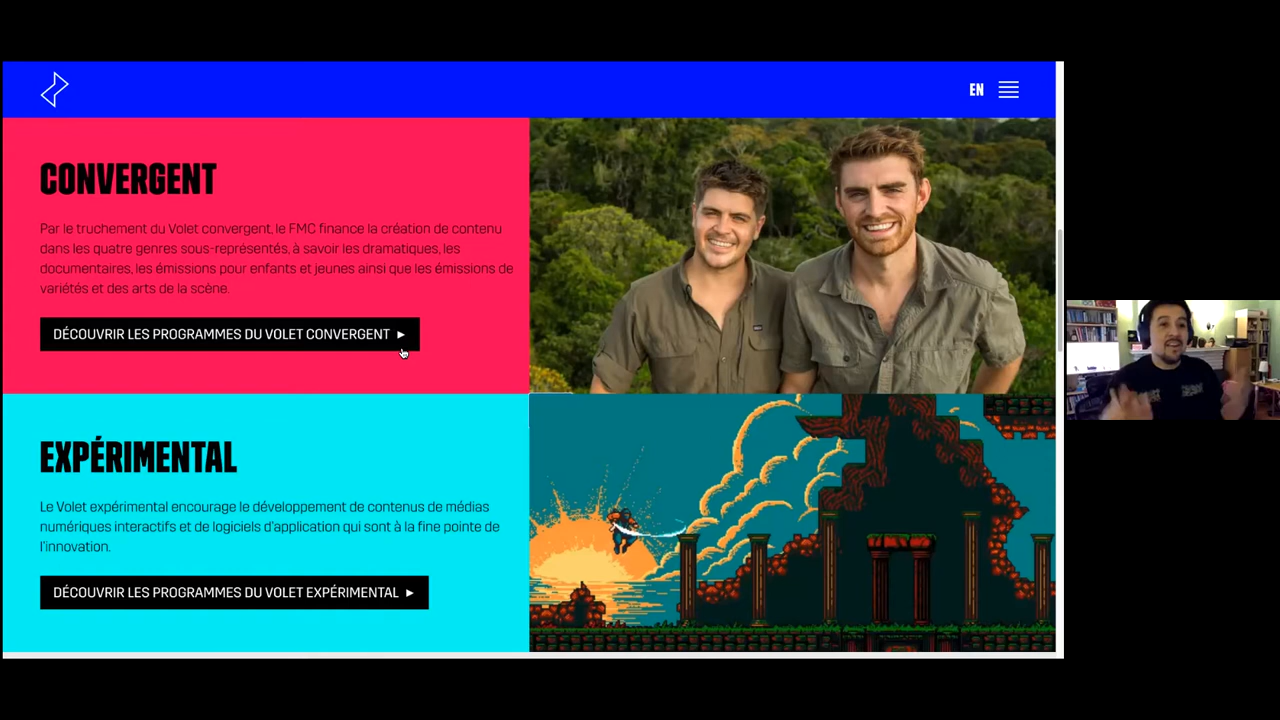 EN
CONVERGENT
Par le truchement du Volet convergent, le FMC finance la création de contenu
dans les quatre genres sous-représentés, à savoir les dramatiques, les
documentaires, les émissions pour enfants et jeunes ainsi que les émissions de
variétés et des arts de la scène.
DÉCOUVRIR LES PROGRAMMES DU VOLET CONVERGENT ►
EXPÉRIMENTAL
Le Volet expérimental encourage le développement de contenus de médias
numériques interactifs et de logiciels d'application qui sont à la fine pointe de
l'innovation.
DÉCOUVRIR LES PROGRAMMES DU VOLET EXPÉRIMENTAL ►